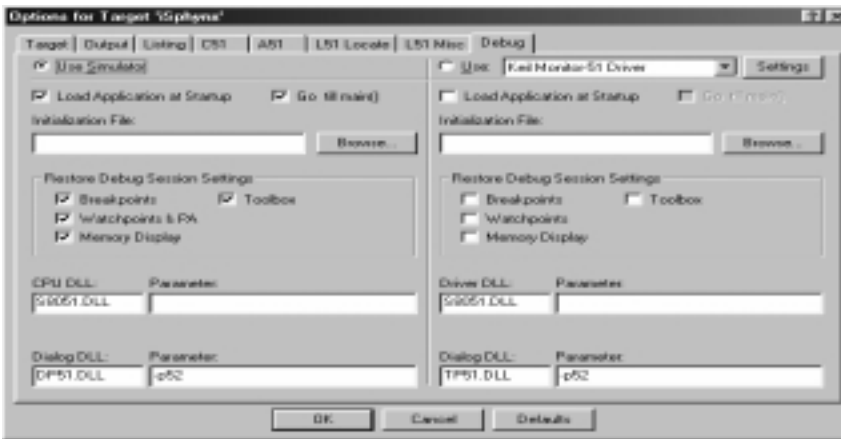 Options for Target 'iSphynx'
Target Output Listing C51 A51 L51 Locate L51 Misc Debug
Use Simulator
Load Application at Startup Go till main()
Initialization File:
Browse...
Restore Debug Session Settings
Breakpoints Toolbox
Watchpoints & PA
Memory Display
CPU DLL: Parameter:
S8051.DLL
Dialog DLL: Parameter:
DP51.DLL -p52
Use: Keil Monitor-51 Driver Settings
Load Application at Startup Go till main()
Initialization File:
Browse...
Restore Debug Session Settings
Breakpoints Toolbox
Watchpoints
Memory Display
Driver DLL: Parameter:
S8051.DLL
Dialog DLL: Parameter:
TP51.DLL -p52
OK Cancel Defaults